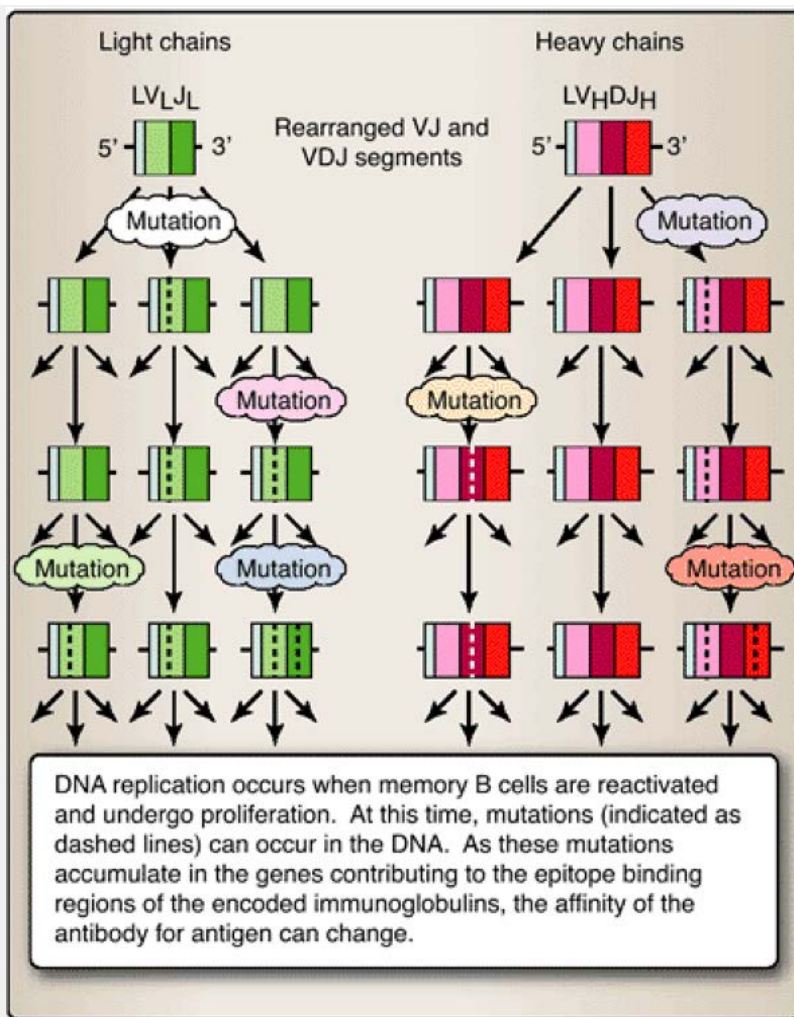 Light chains
Heavy chains
LVLJL
LVHDJH
5’
3’
Rearranged VJ and
VDJ segments
5’
3’
Mutation
Mutation
Mutation
Mutation
Mutation
Mutation
Mutation
DNA replication occurs when memory B cells are reactivated
and undergo proliferation. At this time, mutations (indicated as
dashed lines) can occur in the DNA. As these mutations
accumulate in the genes contributing to the epitope binding
regions of the encoded immunoglobulins, the affinity of the
antibody for antigen can change.